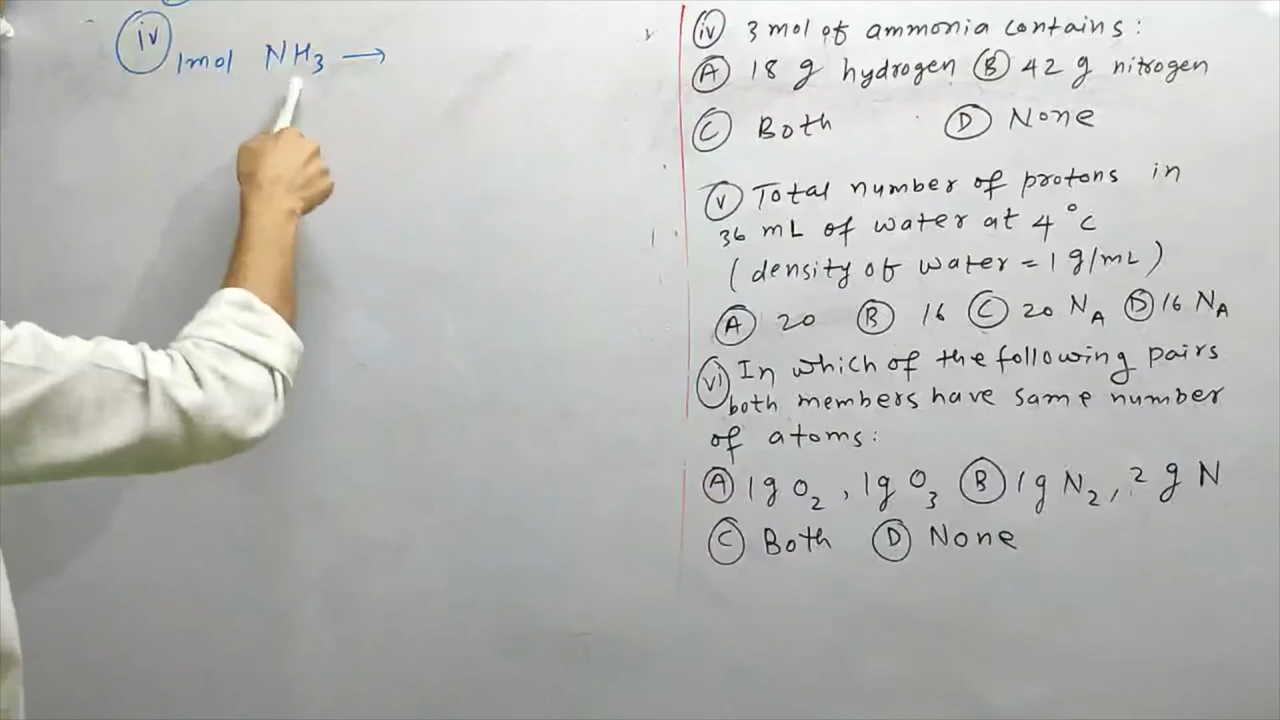 (iv) 1mol NH3 →
(iv) 3 mol of ammonia contains :
(A) 18 g hydrogen (B) 42 g nitrogen
(C) Both (D) None
(v) Total number of protons in
36 mL of water at 4°C
(density of water = 1 g/mL)
(A) 20 (B) 16 (C) 20 NA (D) 16 NA
(vi) In which of the following pairs
both members have same number
of atoms:
(A) 1g O2, 1g O3 (B) 1g N2, 2 g N
(C) Both (D) None